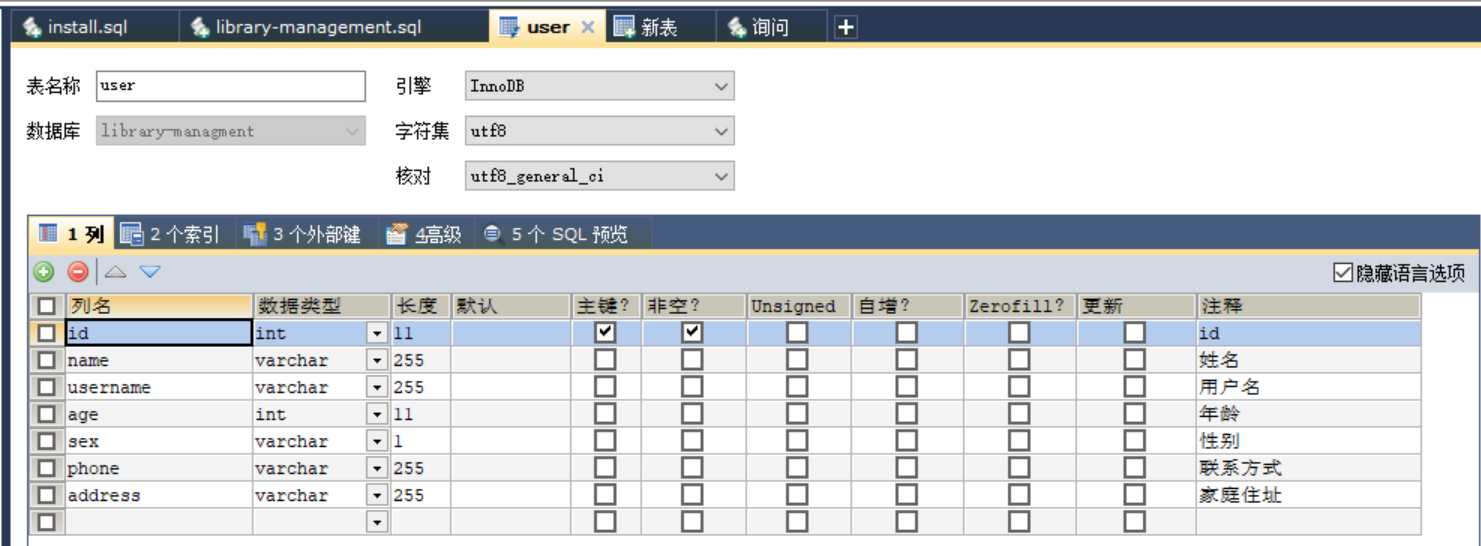 install.sql library-management.sql user 新表 询问
表名称 user 引擎 InnoDB
数据库 library-managment 字符集 utf8
核对 utf8_general_ci
1 列 2 个索引 3 个外部键 4高级 5 个 SQL 预览
隐藏语言选项
列名 数据类型 长度 默认 主键? 非空? Unsigned 自增? Zerofill? 更新 注释
id int 11 id
name varchar 255 姓名
username varchar 255 用户名
age int 11 年龄
sex varchar 1 性别
phone varchar 255 联系方式
address varchar 255 家庭住址